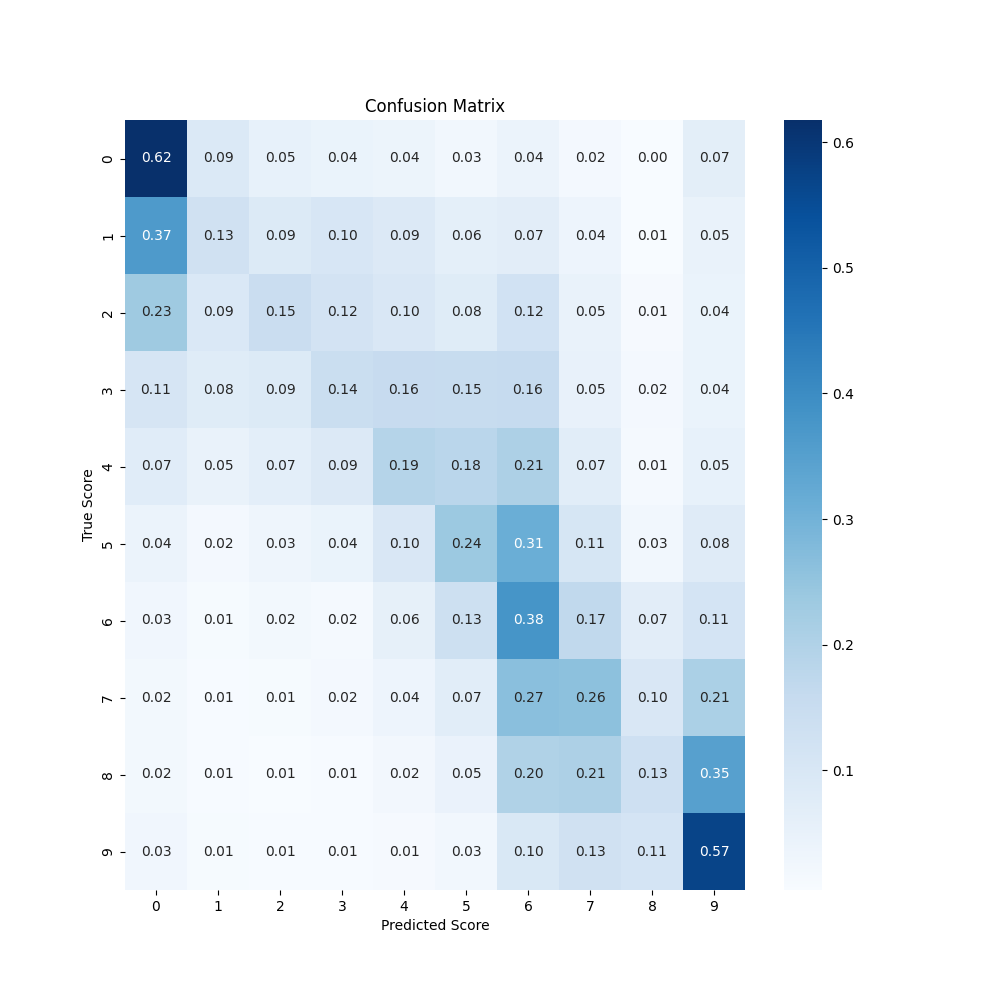 Confusion Matrix
0 0.62 0.09 0.05 0.04 0.04 0.03 0.04 0.02 0.00 0.07
1 0.37 0.13 0.09 0.10 0.09 0.06 0.07 0.04 0.01 0.05
2 0.23 0.09 0.15 0.12 0.10 0.08 0.12 0.05 0.01 0.04
3 0.11 0.08 0.09 0.14 0.16 0.15 0.16 0.05 0.02 0.04
4 0.07 0.05 0.07 0.09 0.19 0.18 0.21 0.07 0.01 0.05
5 0.04 0.02 0.03 0.04 0.10 0.24 0.31 0.11 0.03 0.08
6 0.03 0.01 0.02 0.02 0.06 0.13 0.38 0.17 0.07 0.11
7 0.02 0.01 0.01 0.02 0.04 0.07 0.27 0.26 0.10 0.21
8 0.02 0.01 0.01 0.01 0.02 0.05 0.20 0.21 0.13 0.35
9 0.03 0.01 0.01 0.01 0.01 0.03 0.10 0.13 0.11 0.57
0 1 2 3 4 5 6 7 8 9
Predicted Score
True Score
0.6
0.5
0.4
0.3
0.2
0.1